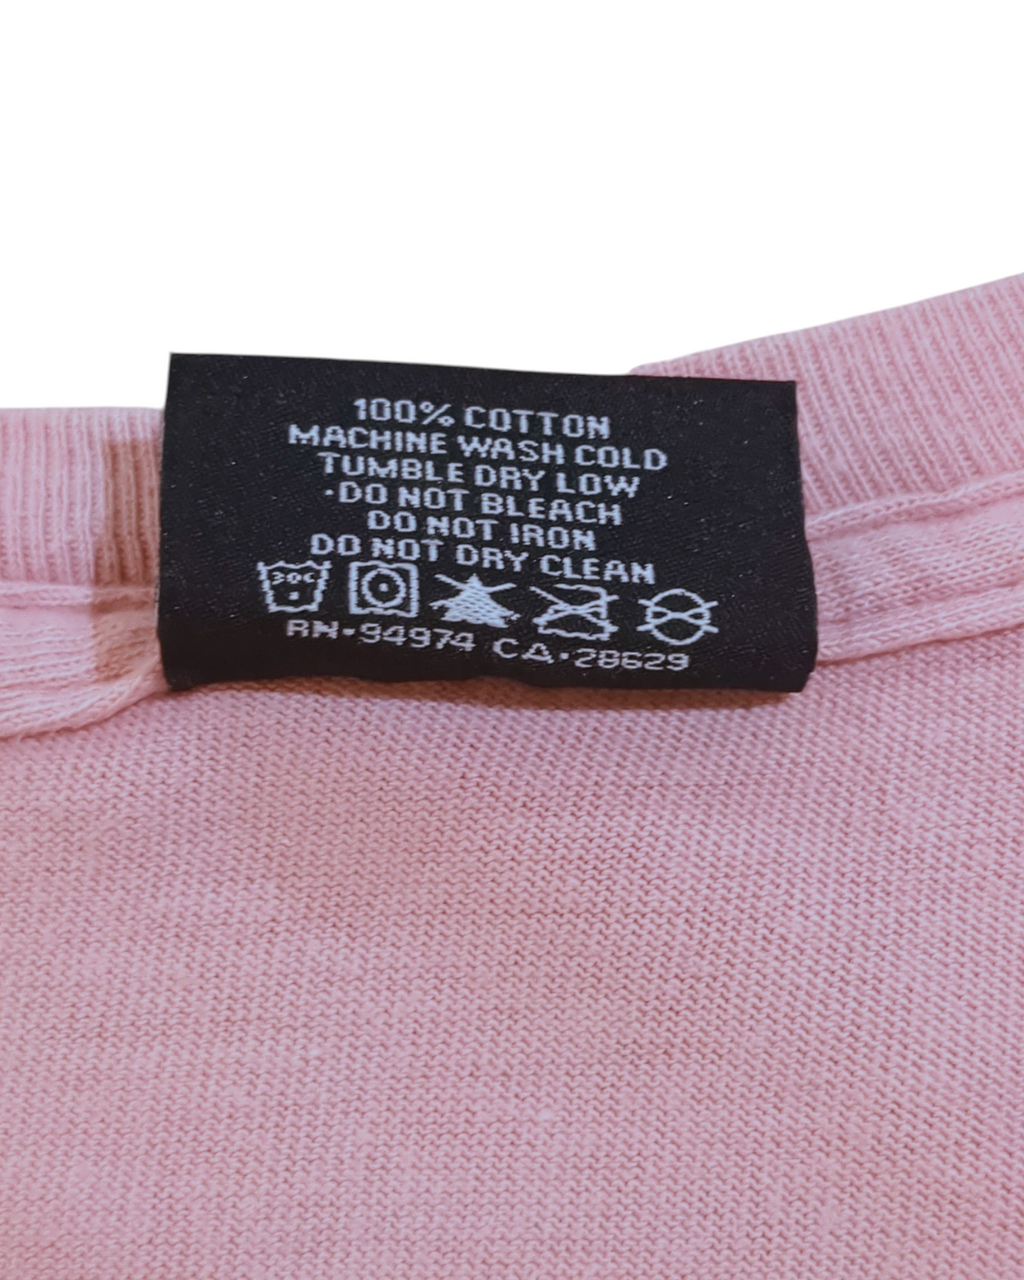 100% COTTON
MACHINE WASH COLD
TUMBLE DRY LOW
·DO NOT BLEACH
DO NOT IRON
DO NOT DRY CLEAN
30C
RN·94974 CA·28629